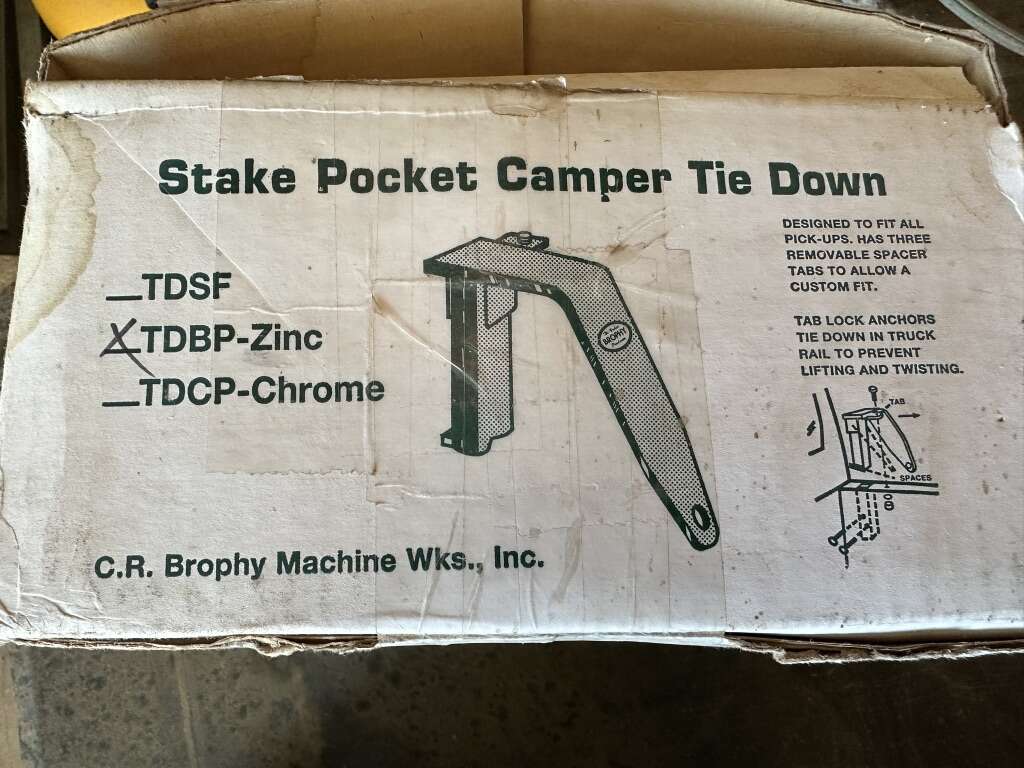 Stake Pocket Camper Tie Down
__TDSF
X TDBP-Zinc
__TDCP-Chrome
DESIGNED TO FIT ALL
PICK-UPS. HAS THREE
REMOVABLE SPACER
TABS TO ALLOW A
CUSTOM FIT.
TAB LOCK ANCHORS
TIE DOWN IN TRUCK
RAIL TO PREVENT
LIFTING AND TWISTING.
BROPHY
TAB
SPACES
C.R. Brophy Machine Wks., Inc.